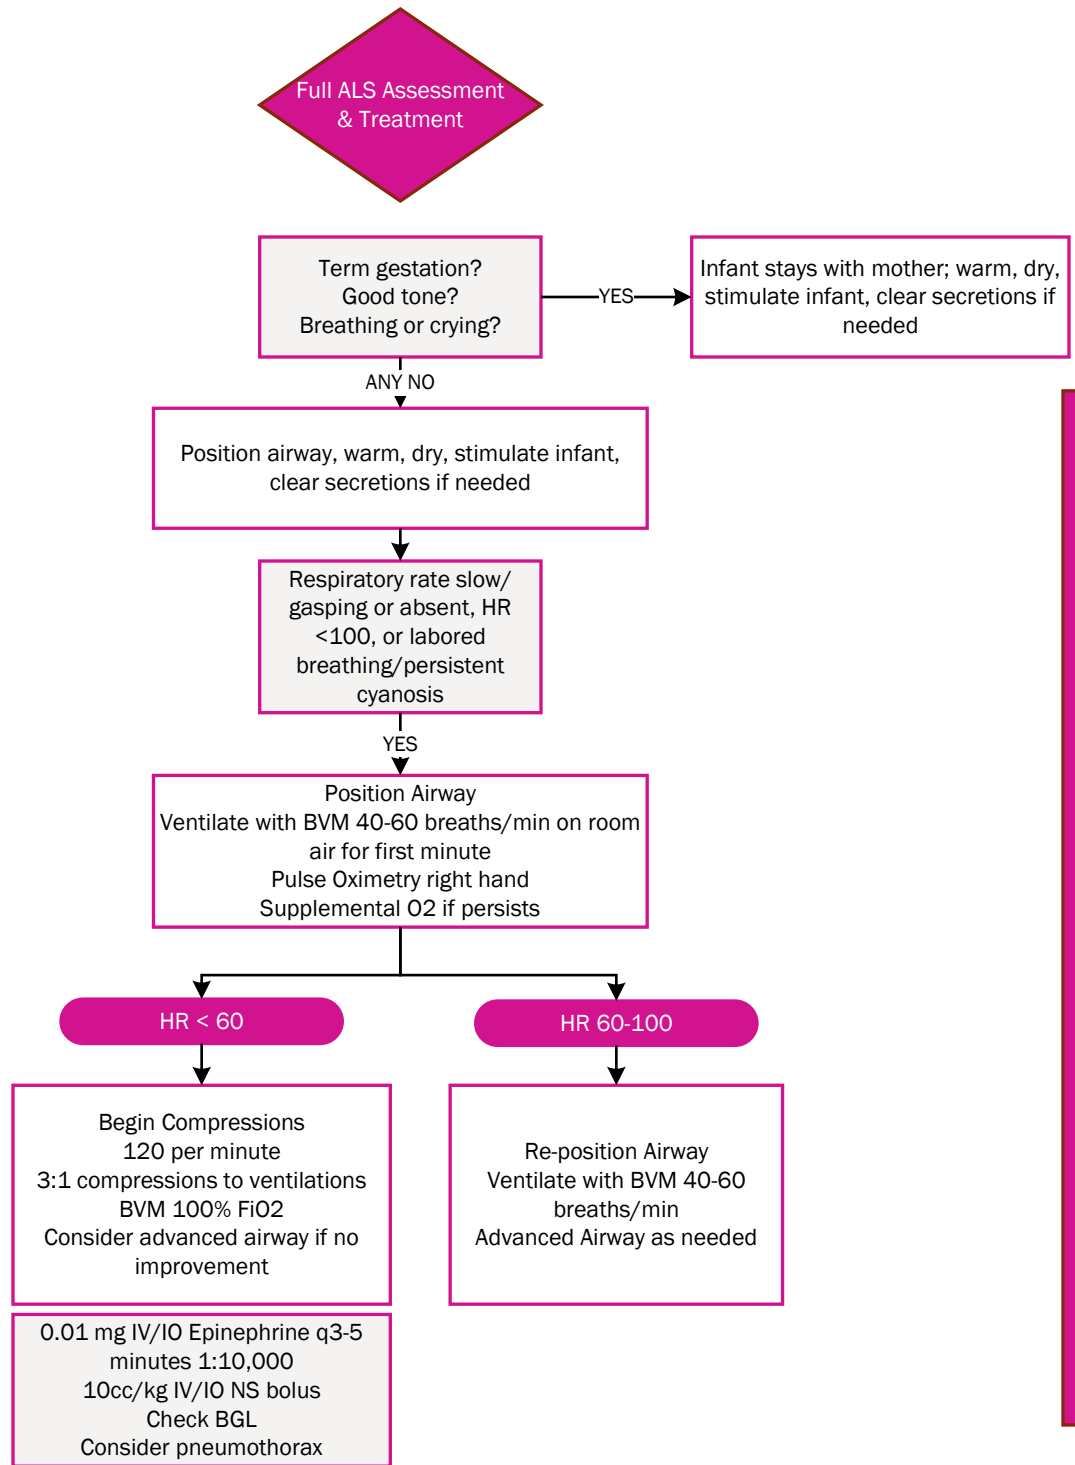 Full ALS Assessment
& Treatment
Term gestation?
Good tone?
Breathing or crying?
YES
Infant stays with mother; warm, dry,
stimulate infant, clear secretions if
needed
ANY NO
Position airway, warm, dry, stimulate infant,
clear secretions if needed
Respiratory rate slow/
gasping or absent, HR
<100, or labored
breathing/persistent
cyanosis
YES
Position Airway
Ventilate with BVM 40-60 breaths/min on room
air for first minute
Pulse Oximetry right hand
Supplemental O2 if persists
HR < 60
HR 60-100
Begin Compressions
120 per minute
3:1 compressions to ventilations
BVM 100% FiO2
Consider advanced airway if no
improvement
Re-position Airway
Ventilate with BVM 40-60
breaths/min
Advanced Airway as needed
0.01 mg IV/IO Epinephrine q3-5
minutes 1:10,000
10cc/kg IV/IO NS bolus
Check BGL
Consider pneumothorax